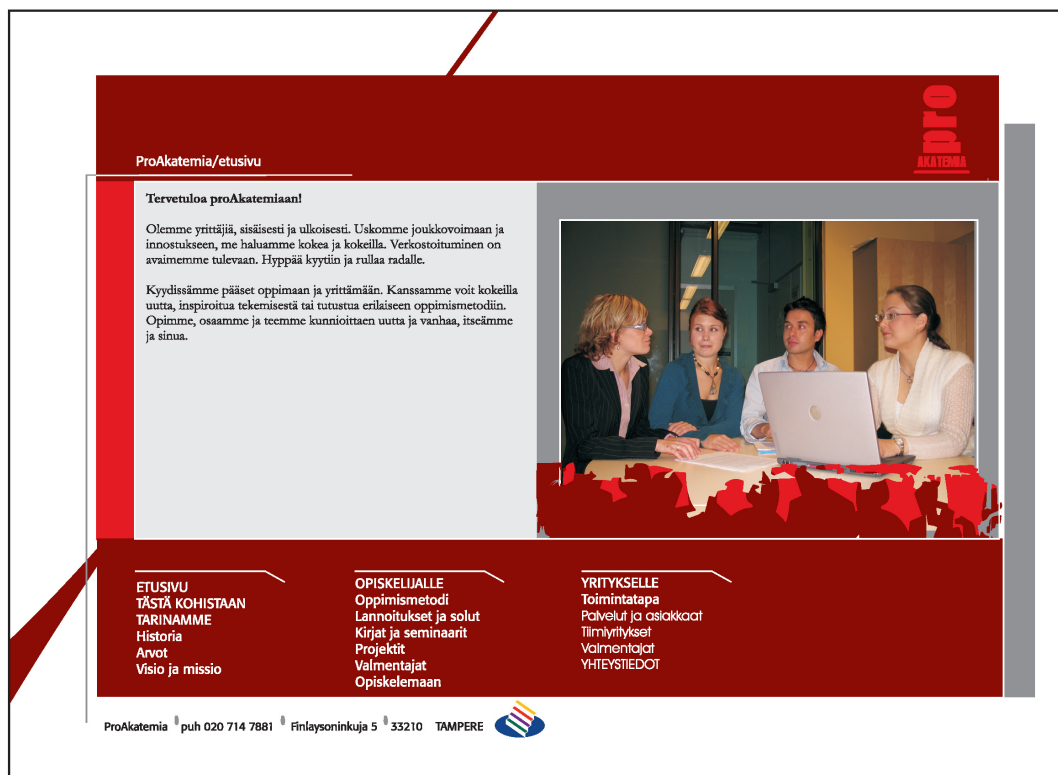 pro
AKATEMIA
ProAkatemia/etusivu
Tervetuloa proAkatemiaan!
Olemme yrittäjiä, sisäisesti ja ulkoisesti. Uskomme joukkovoimaan ja
innostukseen, me haluamme kokea ja kokeilla. Verkostoituminen on
avaimemme tulevaan. Hyppää kyytiin ja rullaa radalle.
Kyydissämme pääset oppimaan ja yrittämään. Kanssamme voit kokeilla
uutta, inspiroitua tekemisestä tai tutustua erilaiseen oppimismetodiin.
Opimme, osaamme ja teemme kunnioittaen uutta ja vanhaa, itseämme
ja sinua.
ETUSIVU
TÄSTÄ KOHISTAAN
TARINAMME
Historia
Arvot
Visio ja missio
OPISKELIJALLE
Oppimismetodi
Lannoitukset ja solut
Kirjat ja seminaarit
Projektit
Valmentajat
Opiskelemaan
YRITYKSELLE
Toimintatapa
Palvelut ja asiakkaat
Tiimiyritykset
Valmentajat
YHTEYSTIEDOT
ProAkatemia puh 020 714 7881 Finlaysoninkuja 5 33210 TAMPERE